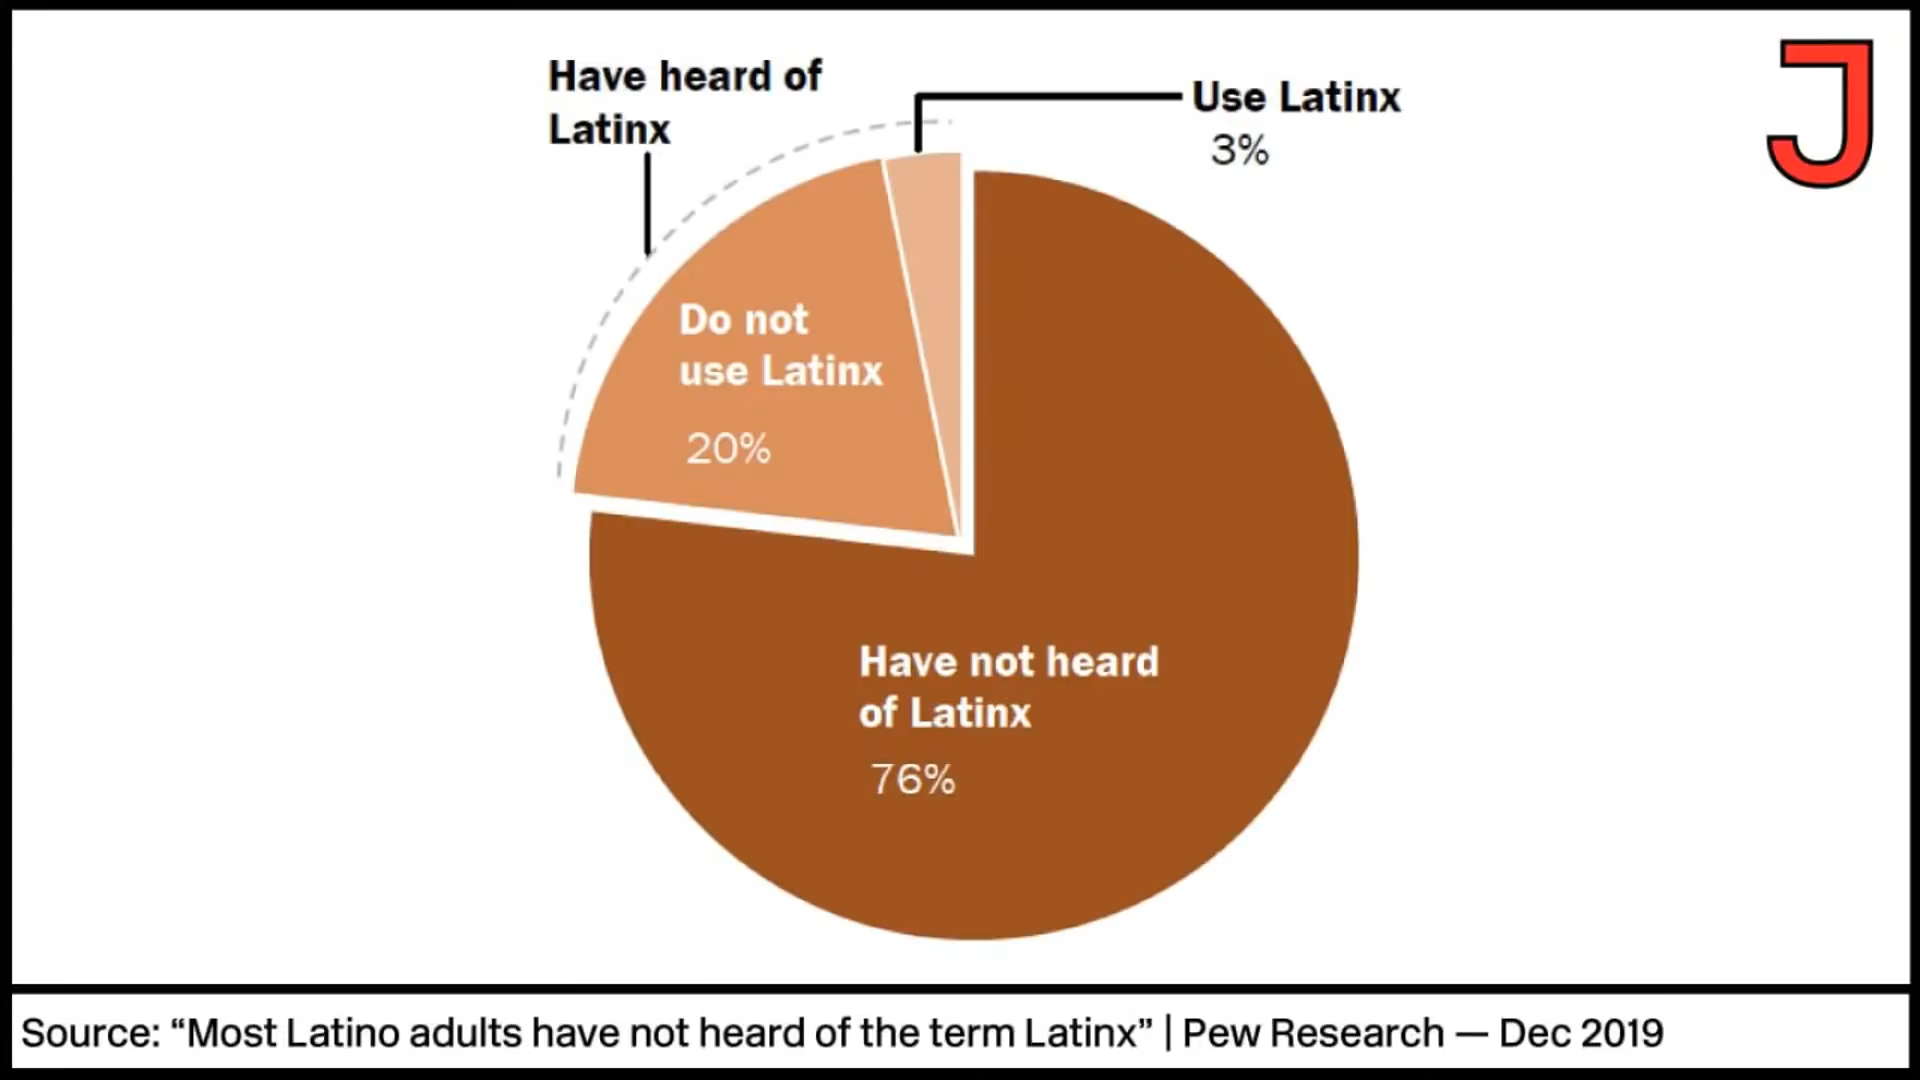 Have heard of
Latinx
Use Latinx
3%
J
Do not
use Latinx
20%
Have not heard
of Latinx
76%
Source: “Most Latino adults have not heard of the term Latinx” | Pew Research — Dec 2019